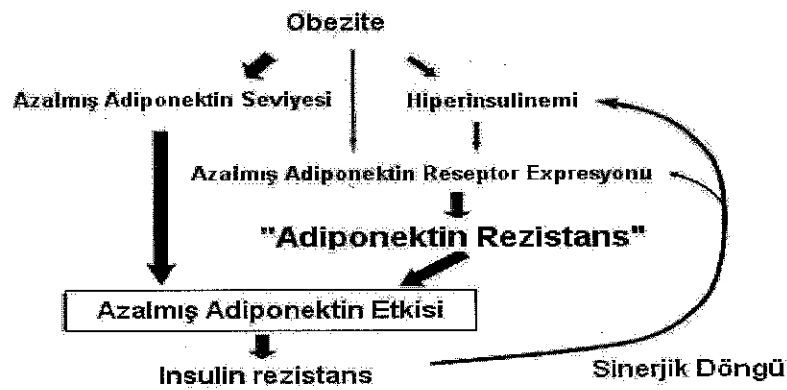 Obezite
Azalmış Adiponektin Seviyesi
Hiperinsulinemi
Azalmış Adiponektin Reseptor Expresyonu
"Adiponektin Rezistans"
Azalmış Adiponektin Etkisi
Insulin rezistans
Sinerjik Döngü